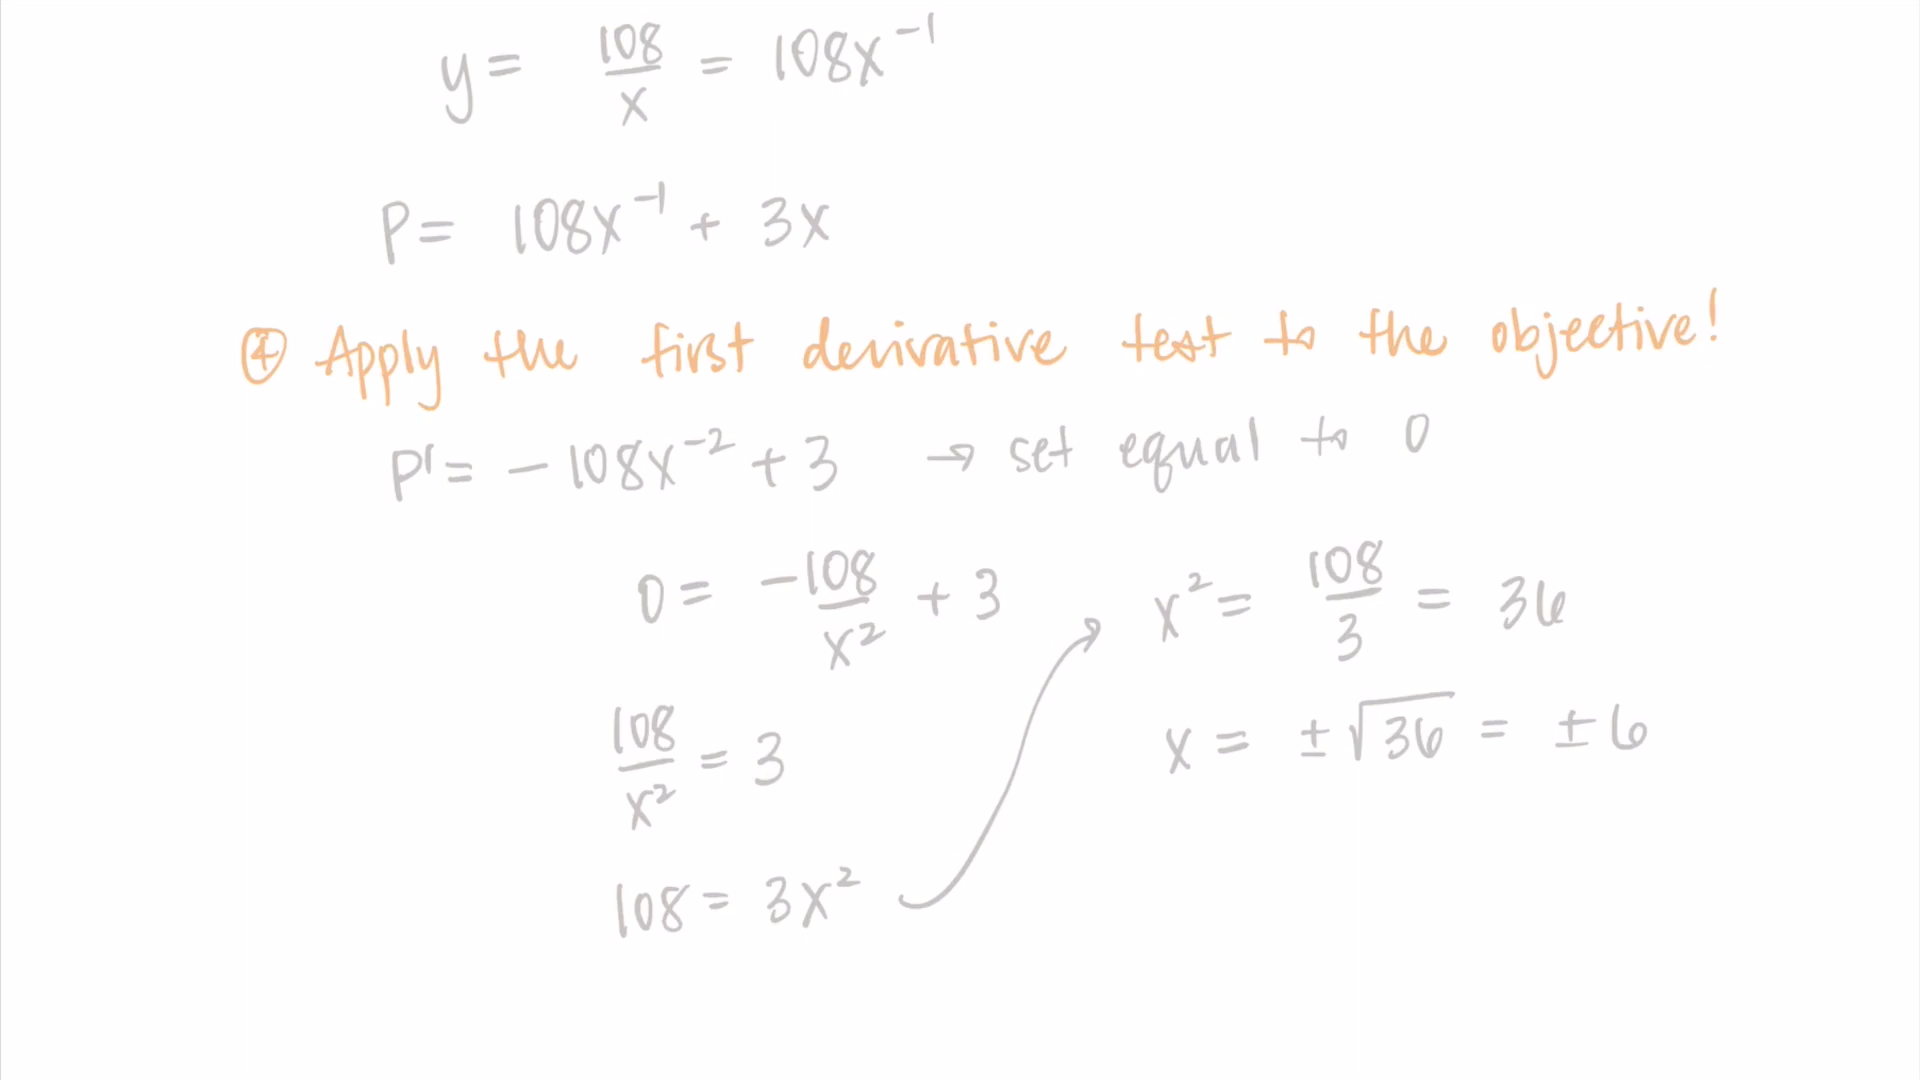 y = 108/x = 108x⁻¹
P = 108x⁻¹ + 3x
④ Apply the first derivative test to the objective!
P' = -108x⁻² + 3 → set equal to 0
0 = -108/x² + 3
108/x² = 3
108 = 3x²
x² = 108/3 = 36
x = ±√36 = ±6